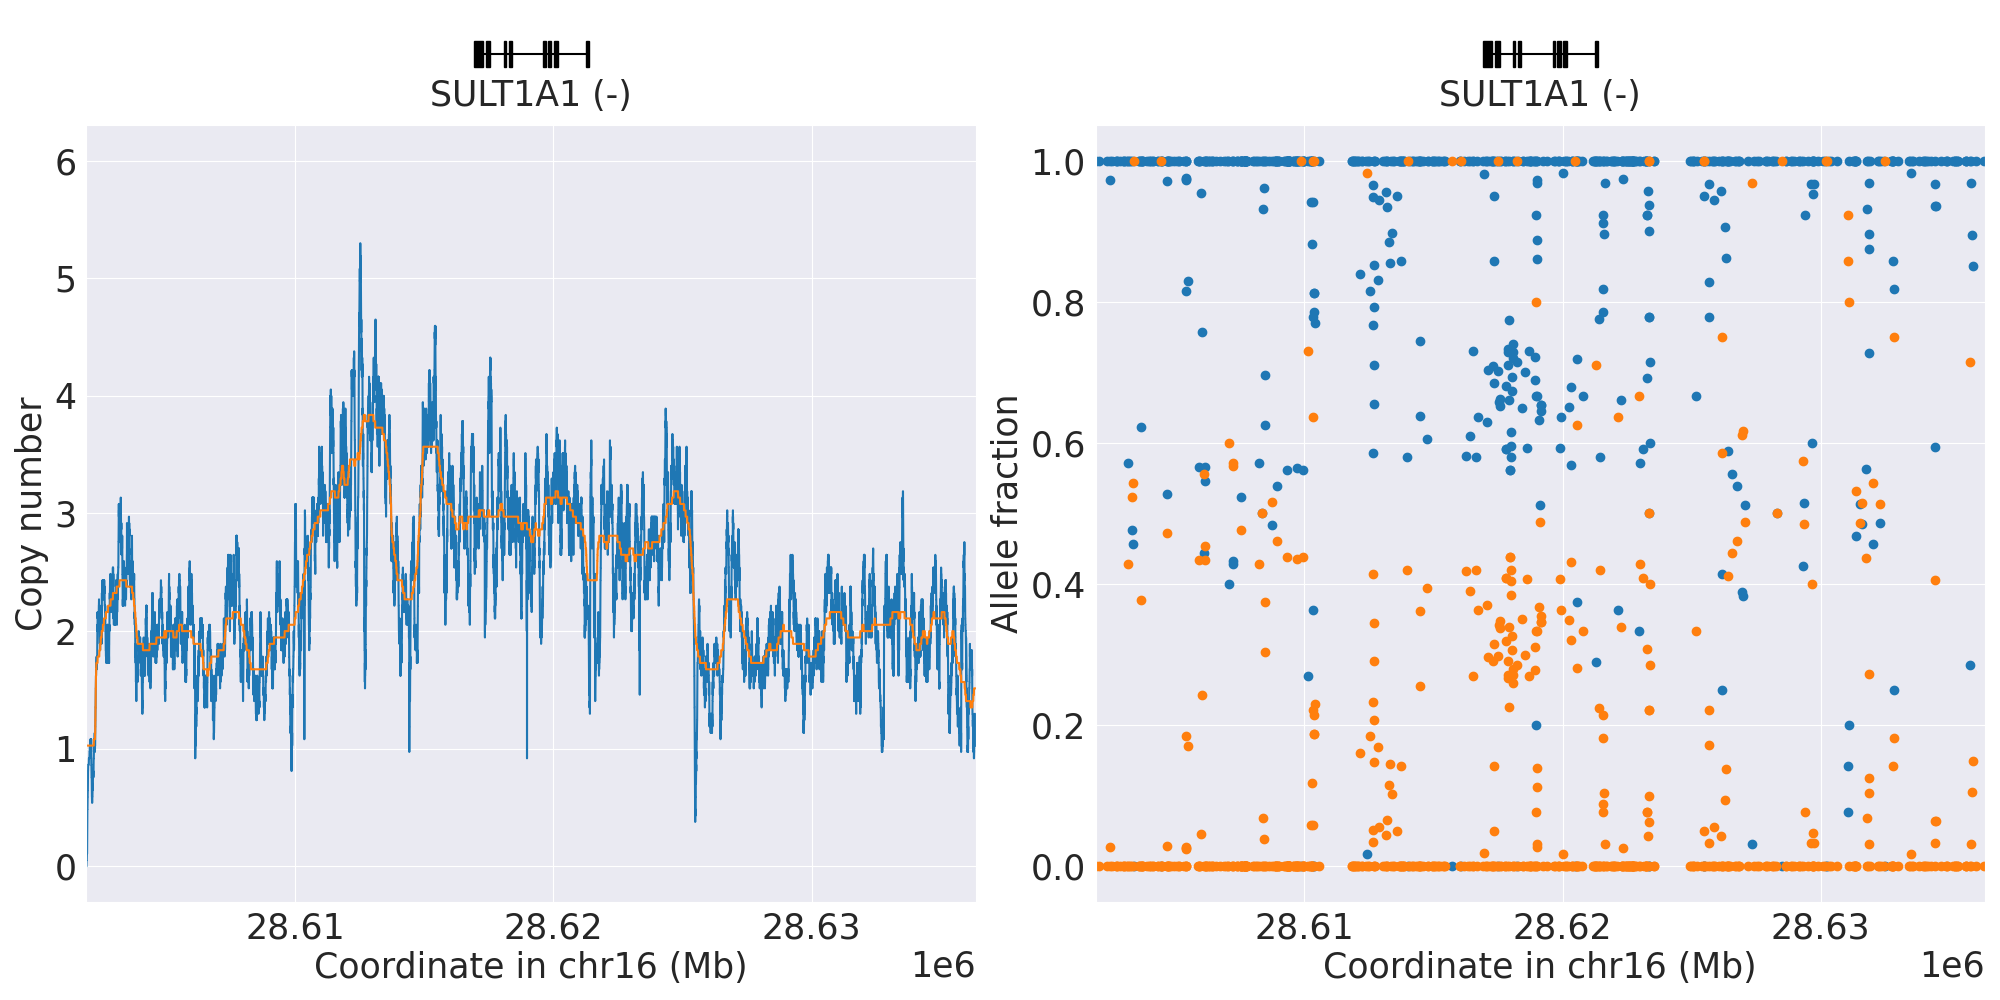 SULT1A1 (-)
6
5
4
3
2
1
0
Copy number
28.61
28.62
28.63
Coordinate in chr16 (Mb)
1e6
SULT1A1 (-)
1.0
0.8
0.6
0.4
0.2
0.0
Allele fraction
28.61
28.62
28.63
Coordinate in chr16 (Mb)
1e6